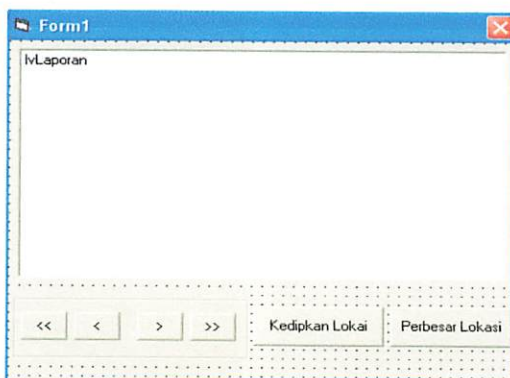 Form1
lvLaporan
<< < > >> Kedipkan Lokai Perbesar Lokasi